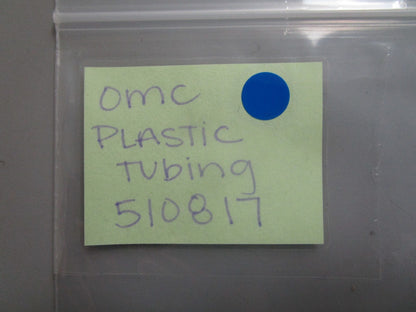 omc
PLASTIC
Tubing
510817